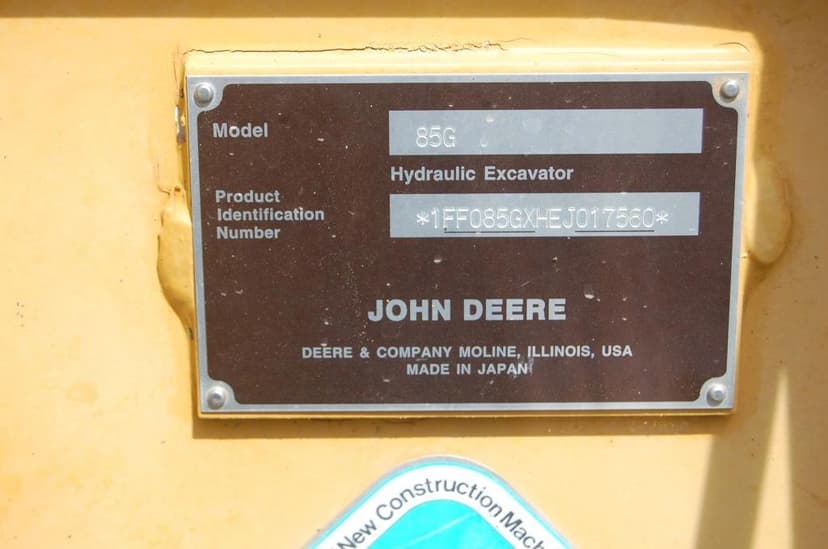 Model
85G
Hydraulic Excavator
Product
Identification
Number
*1FF085GXHEJ017560*
JOHN DEERE
DEERE & COMPANY MOLINE, ILLINOIS, USA
MADE IN JAPAN
New Construction